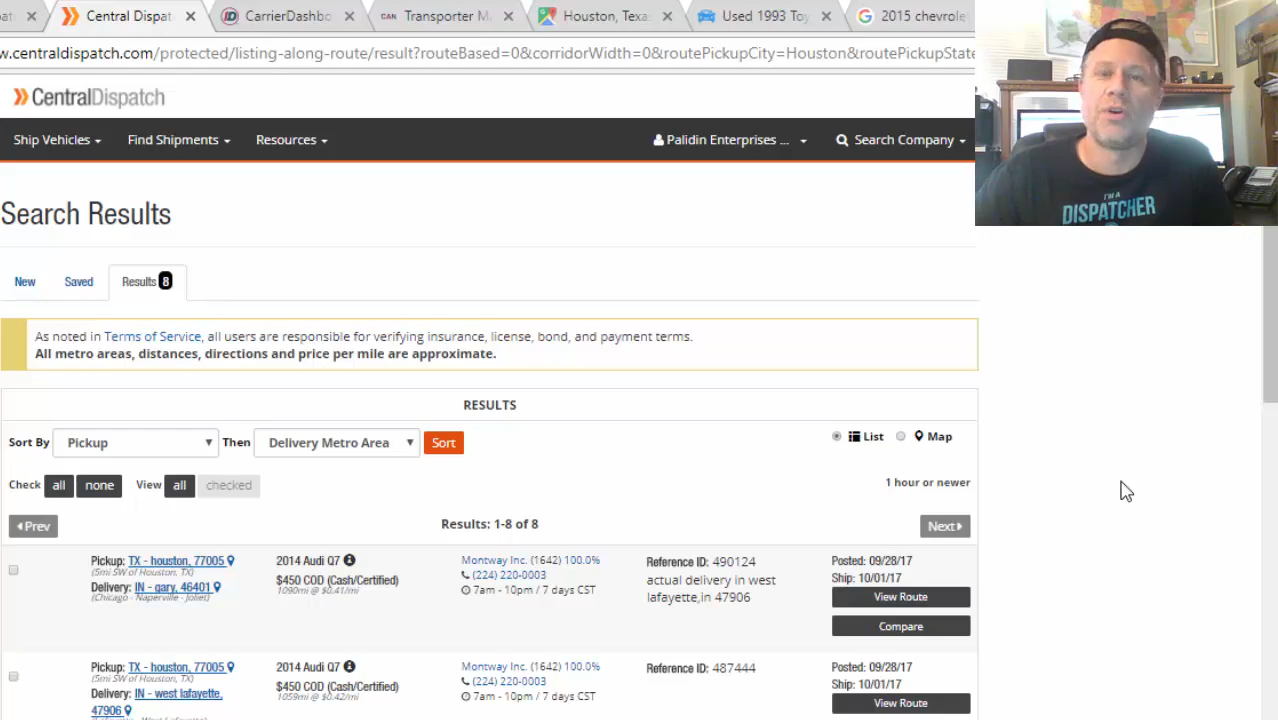 Central Dispat
CarrierDashbo
CAN Transporter M
Houston, Texa
Used 1993 Toy
2015 chevrole
w.centraldispatch.com/protected/listing-along-route/result?routeBased=0&corridorWidth=0&routePickupCity=Houston&routePickupState
CentralDispatch
Ship Vehicles Find Shipments Resources Palidin Enterprises ... Search Company
I'M A
DISPATCHER
Search Results
New Saved Results 8
As noted in Terms of Service, all users are responsible for verifying insurance, license, bond, and payment terms.
All metro areas, distances, directions and price per mile are approximate.
RESULTS
Sort By Pickup Then Delivery Metro Area Sort List Map
Check all none View all checked 1 hour or newer
Prev Results: 1-8 of 8 Next
Pickup: TX - houston, 77005
(5mi SW of Houston, TX)
Delivery: IN - gary, 46401
(Chicago - Naperville - Joliet)
2014 Audi Q7
$450 COD (Cash/Certified)
1090mi @ $0.41/mi
Montway Inc. (1642) 100.0%
(224) 220-0003
7am - 10pm / 7 days CST
Reference ID: 490124
actual delivery in west
lafayette,in 47906
Posted: 09/28/17
Ship: 10/01/17
View Route
Compare
Pickup: TX - houston, 77005
(5mi SW of Houston, TX)
Delivery: IN - west lafayette,
47906
2014 Audi Q7
$450 COD (Cash/Certified)
1059mi @ $0.42/mi
Montway Inc. (1642) 100.0%
(224) 220-0003
7am - 10pm / 7 days CST
Reference ID: 487444
Posted: 09/28/17
Ship: 10/01/17
View Route